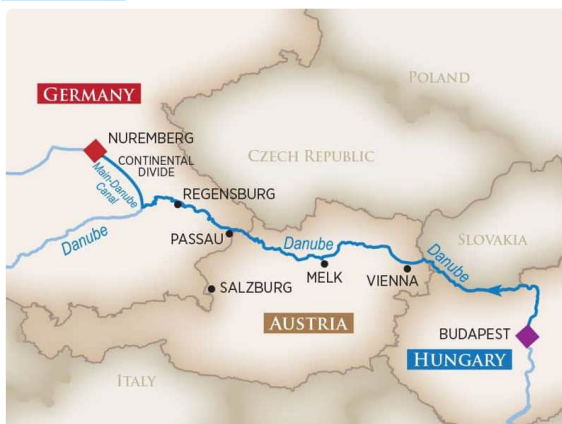 POLAND
GERMANY
NUREMBERG
CONTINENTAL
DIVIDE
Main-Danube
Canal
CZECH REPUBLIC
REGENSBURG
Danube
PASSAU
Danube
Danube
SLOVAKIA
MELK
VIENNA
SALZBURG
AUSTRIA
BUDAPEST
HUNGARY
ITALY